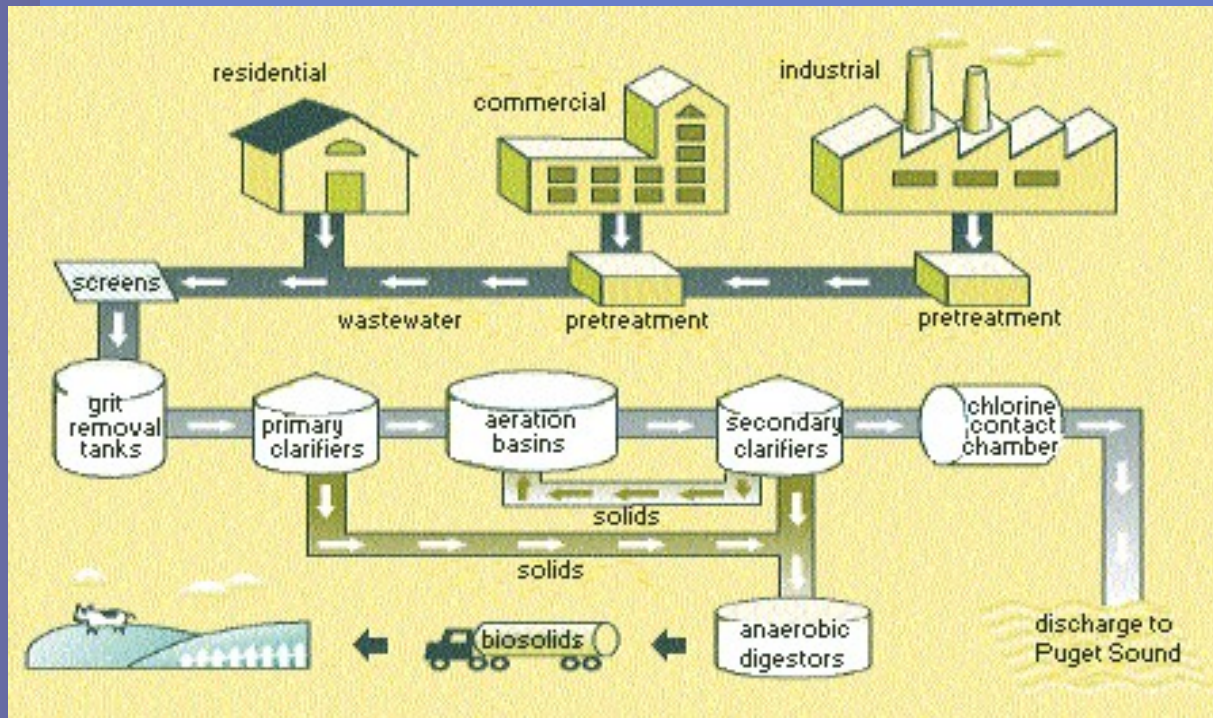 residential
commercial
industrial
screens
wastewater
pretreatment
pretreatment
grit
removal
tanks
primary
clarifiers
aeration
basins
secondary
clarifiers
chlorine
contact
chamber
solids
solids
biosolids
anaerobic
digestors
discharge to
Puget Sound